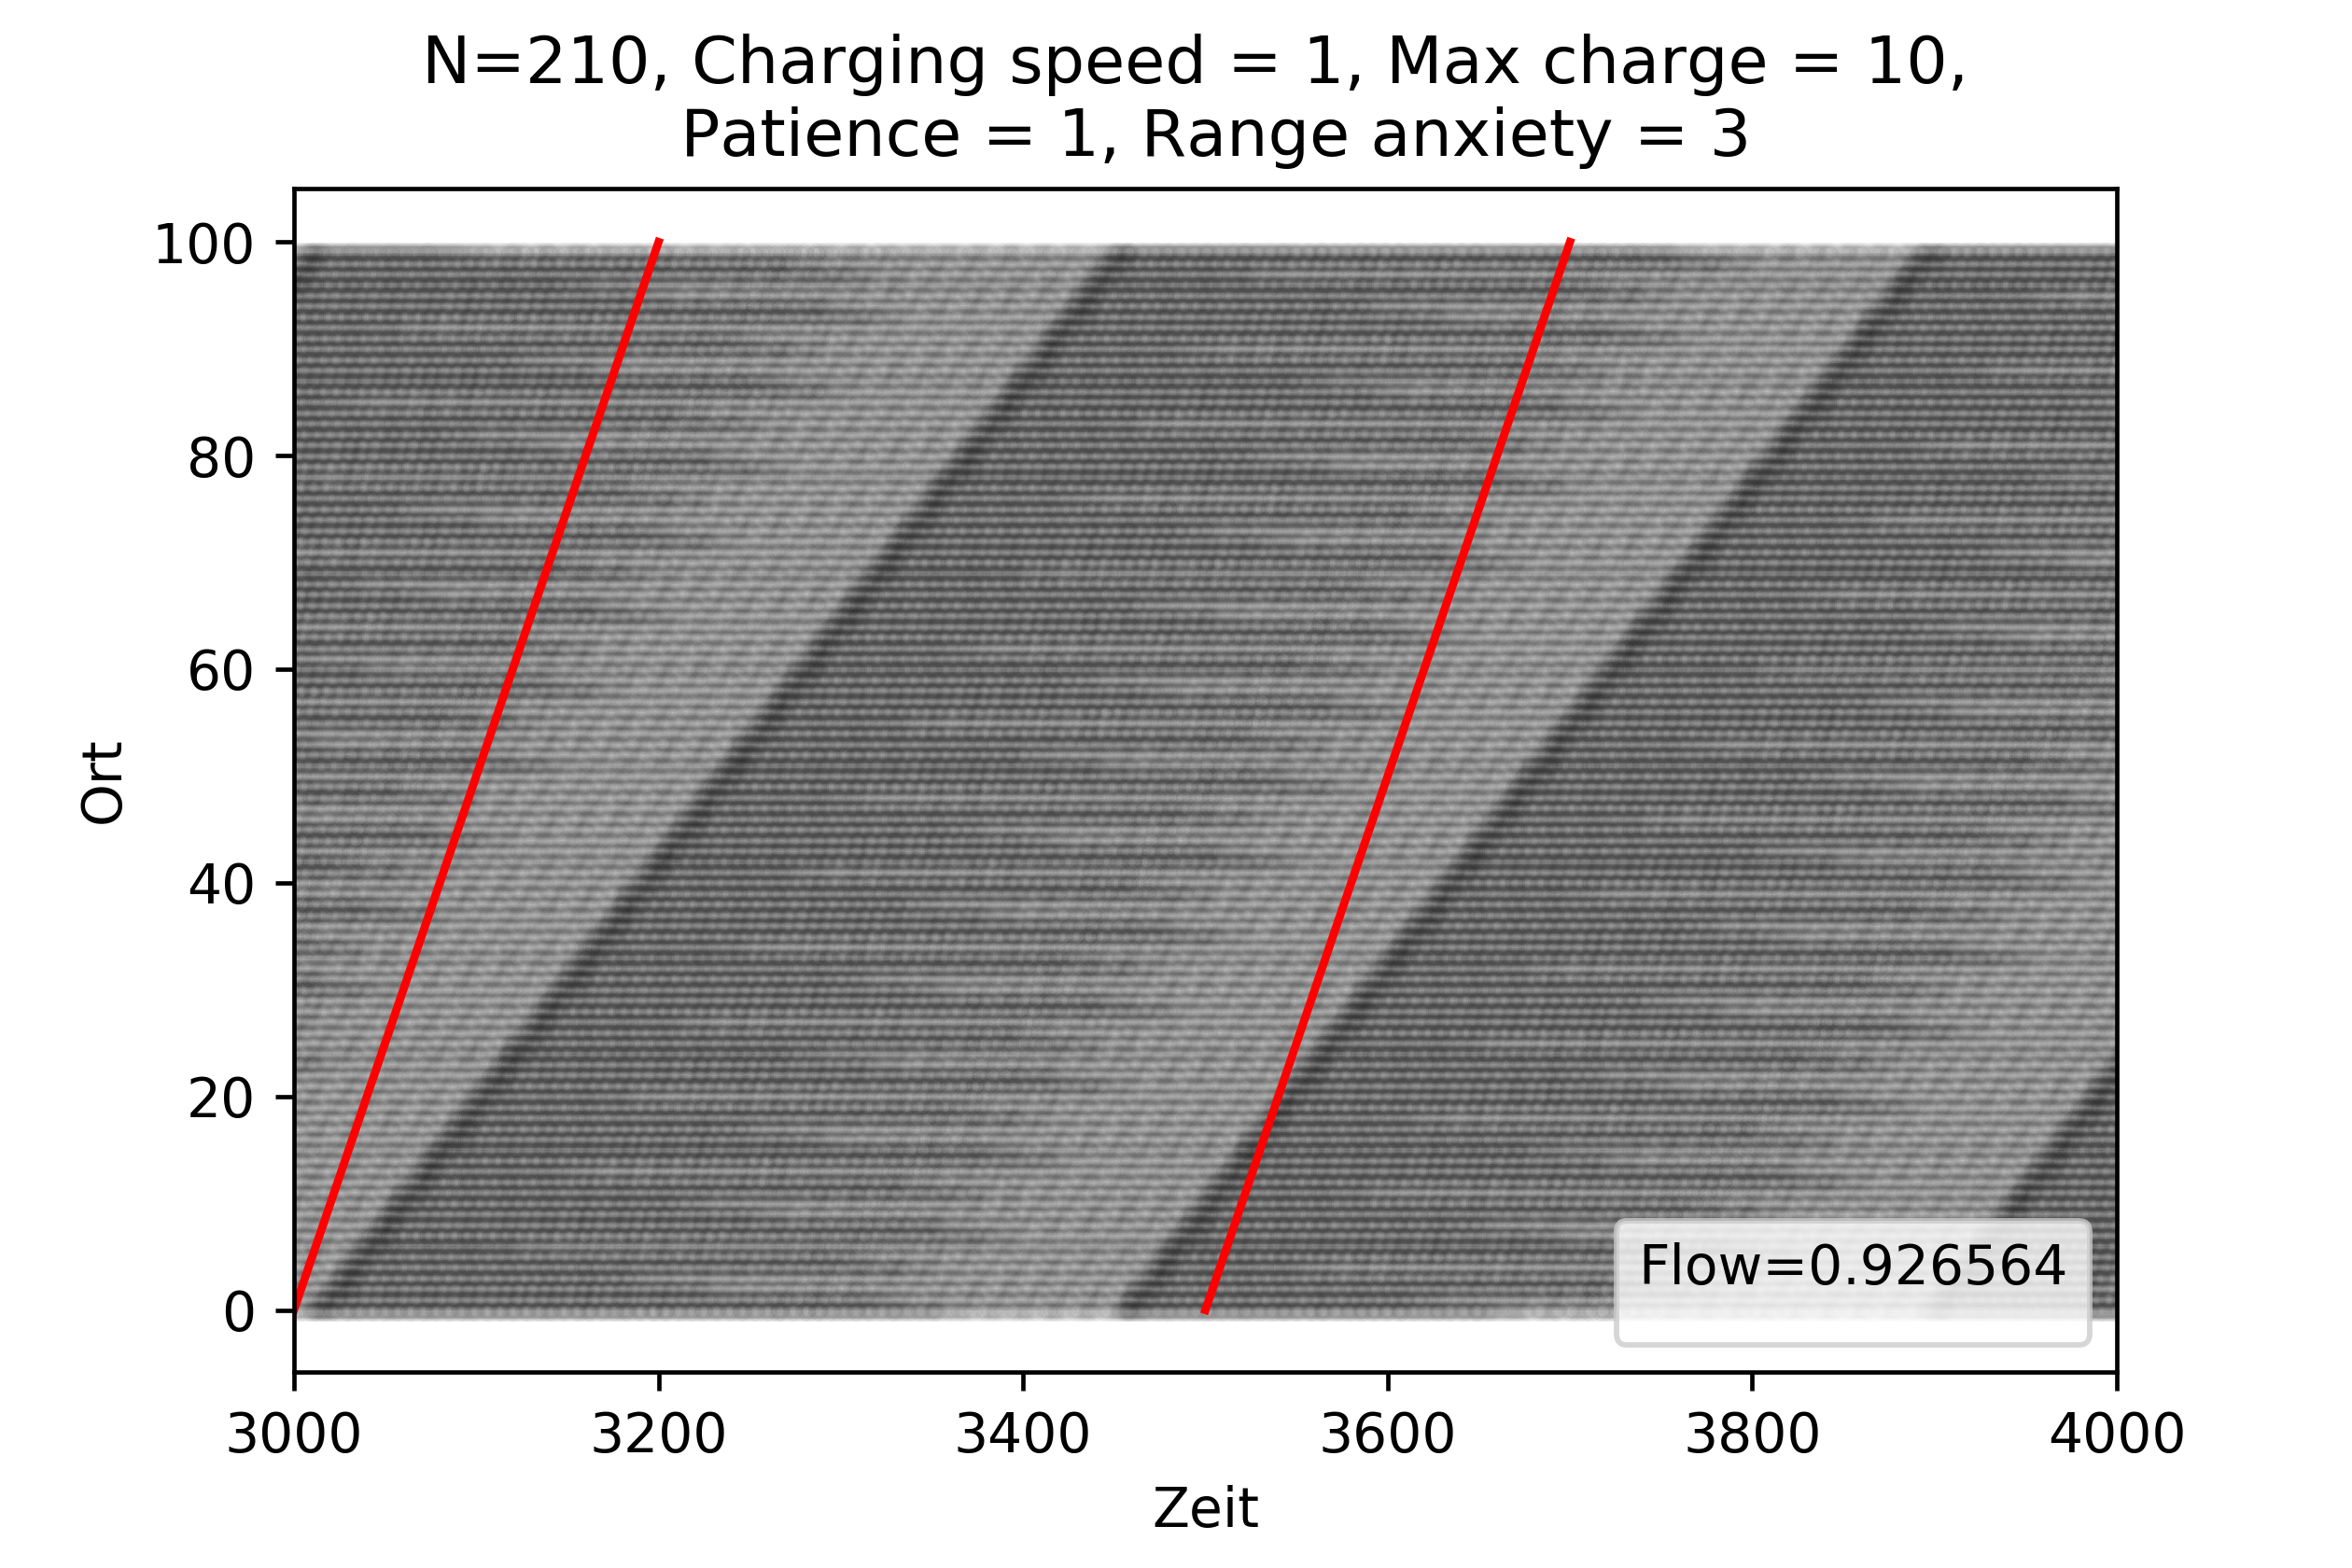 N=210, Charging speed = 1, Max charge = 10,
Patience = 1, Range anxiety = 3
100
80
60
40
20
0
Ort
Flow=0.926564
3000 3200 3400 3600 3800 4000
Zeit